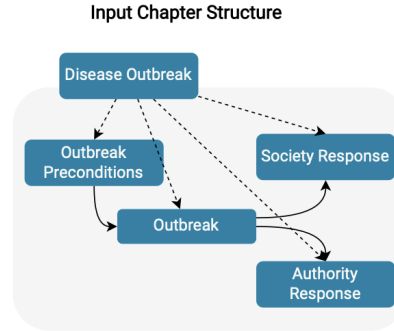 Input Chapter Structure
Disease Outbreak
Outbreak
Preconditions
Society Response
Outbreak
Authority
Response